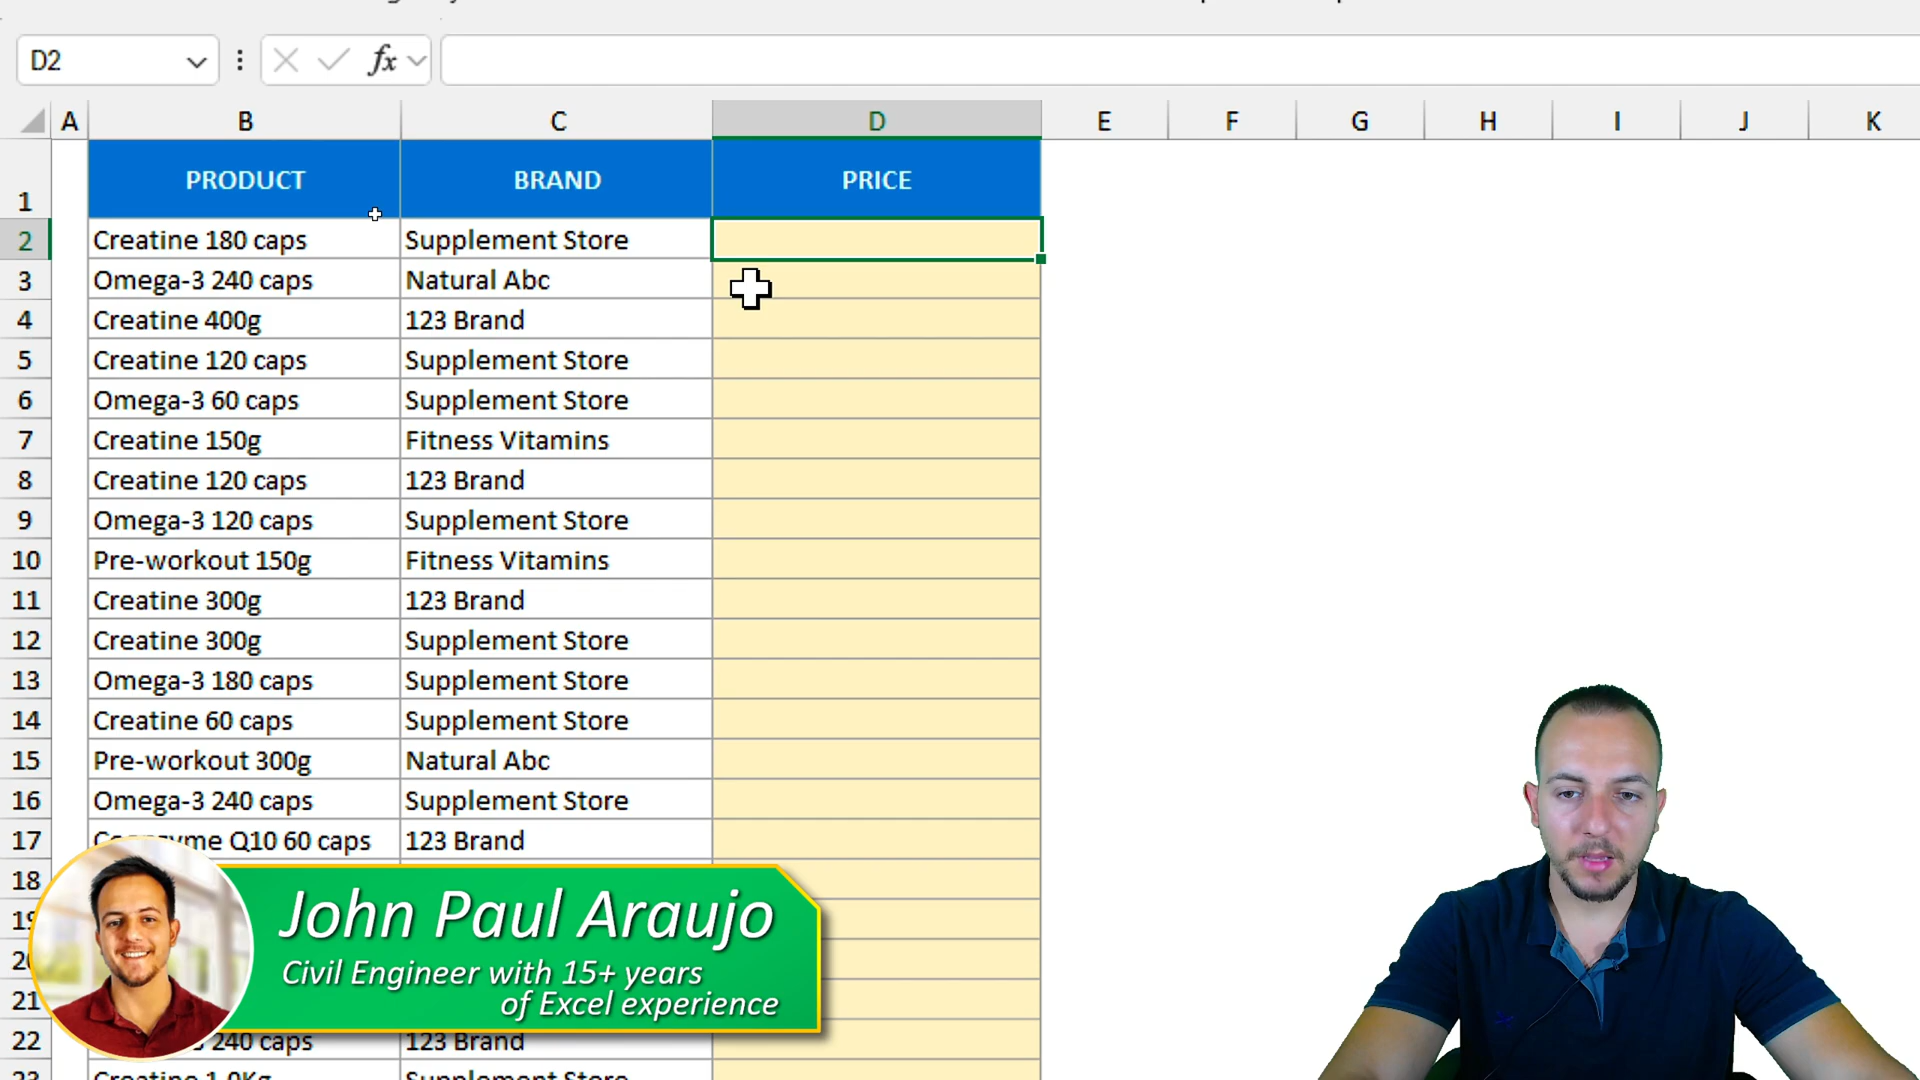 D2
fx
A B C D E F G H I J K
1 PRODUCT BRAND PRICE
2 Creatine 180 caps Supplement Store
3 Omega-3 240 caps Natural Abc
4 Creatine 400g 123 Brand
5 Creatine 120 caps Supplement Store
6 Omega-3 60 caps Supplement Store
7 Creatine 150g Fitness Vitamins
8 Creatine 120 caps 123 Brand
9 Omega-3 120 caps Supplement Store
10 Pre-workout 150g Fitness Vitamins
11 Creatine 300g 123 Brand
12 Creatine 300g Supplement Store
13 Omega-3 180 caps Supplement Store
14 Creatine 60 caps Supplement Store
15 Pre-workout 300g Natural Abc
16 Omega-3 240 caps Supplement Store
17 Q10 60 caps 123 Brand
18
John Paul Araujo
Civil Engineer with 15+ years
of Excel experience
21
22 240 caps 123 Brand